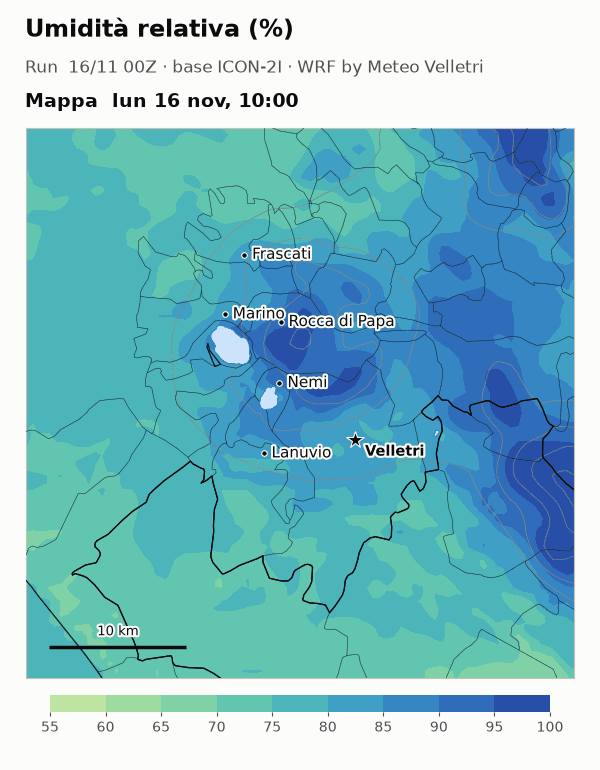 Umidità relativa (%)
Run  16/11 00Z · base ICON-2I · WRF by Meteo Velletri
Mappa  lun 16 nov, 10:00
Frascati
Marino
Rocca di Papa
Nemi
Velletri
Lanuvio
10 km
55 60 65 70 75 80 85 90 95 100